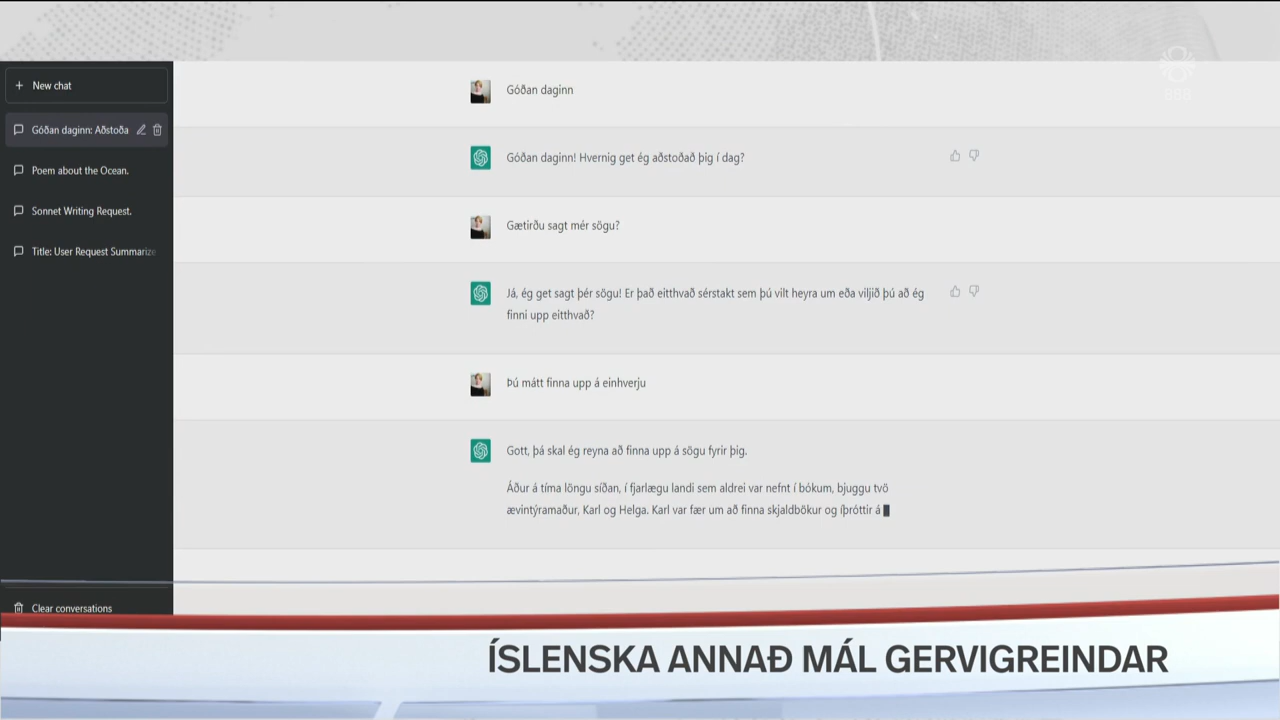 New chat
Góðan daginn: Aðstoða
Poem about the Ocean.
Sonnet Writing Request.
Title: User Request Summarize
Clear conversations
Góðan daginn
Góðan daginn! Hvernig get ég aðstoðað þig í dag?
Gætirðu sagt mér sögu?
Já, ég get sagt þér sögu! Er það eitthvað sérstakt sem þú vilt heyra um eða viljið þú að ég
finni upp eitthvað?
Þú mátt finna upp á einhverju
Gott, þá skal ég reyna að finna upp á sögu fyrir þig.
Áður á tíma löngu síðan, í fjarlægu landi sem aldrei var nefnt í bókum, bjuggu tvö
ævintýramaður, Karl og Helga. Karl var fær um að finna skjaldbökur og íþróttir á
888
ÍSLENSKA ANNAÐ MÁL GERVIGREINDAR